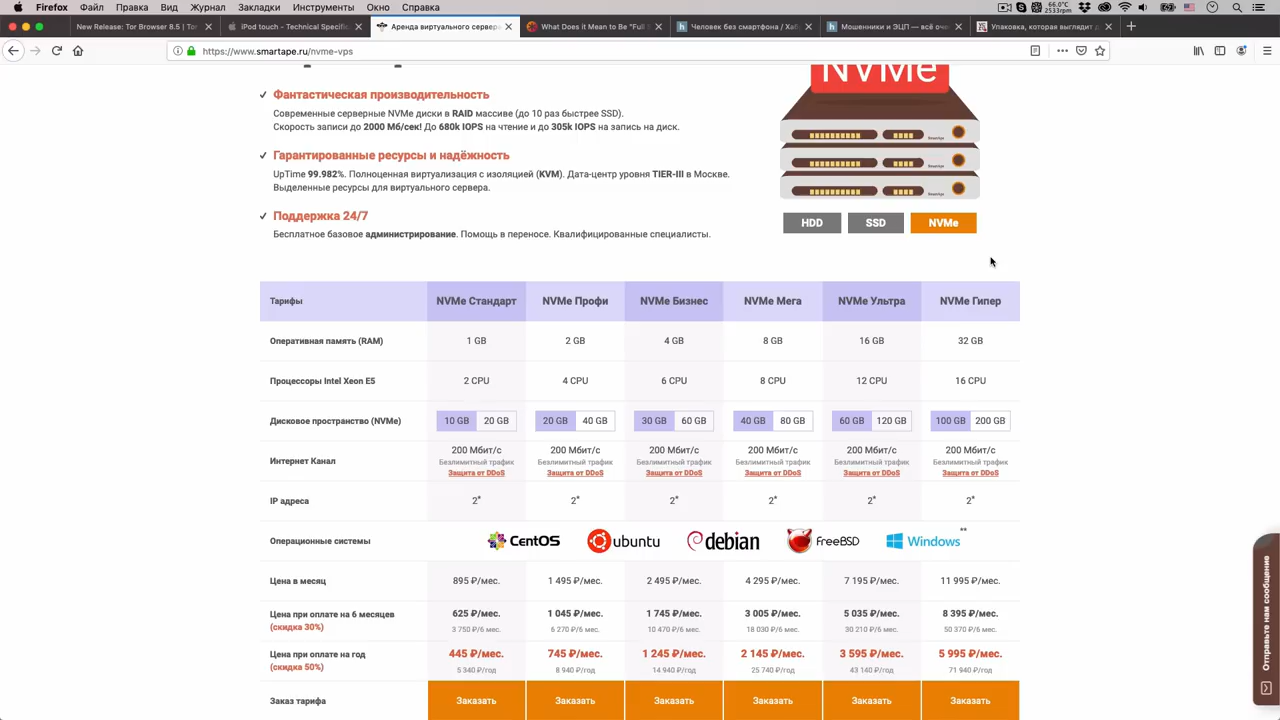 Firefox Файл Правка Вид Журнал Закладки Инструменты Окно Справка
66.0°C
2533rpm
New Release: Tor Browser 8.5 | Tor
iPod touch - Technical Specific
Аренда виртуального сервера
What Does it Mean to Be "Full S
Человек без смартфона / Хаб
Мошенники и ЭЦП — всё оче
Упаковка, которая выглядит д
https://www.smartape.ru/nvme-vps
NVMe
Фантастическая производительность
Современные серверные NVMe диски в RAID массиве (до 10 раз быстрее SSD).
Скорость записи до 2000 Мб/сек! До 680k IOPS на чтение и до 305k IOPS на запись на диск.
Гарантированные ресурсы и надёжность
UpTime 99.982%. Полноценная виртуализация с изоляцией (KVM). Дата-центр уровня TIER-III в Москве.
Выделенные ресурсы для виртуального сервера.
Поддержка 24/7
Бесплатное базовое администрирование. Помощь в переносе. Квалифицированные специалисты.
HDD SSD NVMe
Тарифы NVMe Стандарт NVMe Профи NVMe Бизнес NVMe Мега NVMe Ультра NVMe Гипер
Оперативная память (RAM) 1 GB 2 GB 4 GB 8 GB 16 GB 32 GB
Процессоры Intel Xeon E5 2 CPU 4 CPU 6 CPU 8 CPU 12 CPU 16 CPU
Дисковое пространство (NVMe) 10 GB 20 GB 20 GB 40 GB 30 GB 60 GB 40 GB 80 GB 60 GB 120 GB 100 GB 200 GB
Интернет Канал
200 Мбит/с 200 Мбит/с 200 Мбит/с 200 Мбит/с 200 Мбит/с 200 Мбит/с
Безлимитный трафик Безлимитный трафик Безлимитный трафик Безлимитный трафик Безлимитный трафик Безлимитный трафик
Защита от DDoS Защита от DDoS Защита от DDoS Защита от DDoS Защита от DDoS Защита от DDoS
IP адреса 2* 2* 2* 2* 2* 2*
Операционные системы CentOS ubuntu debian FreeBSD Windows **
Цена в месяц 895 ₽/мес. 1 495 ₽/мес. 2 495 ₽/мес. 4 295 ₽/мес. 7 195 ₽/мес. 11 995 ₽/мес.
Цена при оплате на 6 месяцев 625 ₽/мес. 1 045 ₽/мес. 1 745 ₽/мес. 3 005 ₽/мес. 5 035 ₽/мес. 8 395 ₽/мес.
(скидка 30%) 3 750 ₽/6 мес. 6 270 ₽/6 мес. 10 470 ₽/6 мес. 18 030 ₽/6 мес. 30 210 ₽/6 мес. 50 370 ₽/6 мес.
Цена при оплате на год 445 ₽/мес. 745 ₽/мес. 1 245 ₽/мес. 2 145 ₽/мес. 3 595 ₽/мес. 5 995 ₽/мес.
(скидка 50%) 5 340 ₽/год 8 940 ₽/год 14 940 ₽/год 25 740 ₽/год 43 140 ₽/год 71 940 ₽/год
Заказ тарифа Заказать Заказать Заказать Заказать Заказать Заказать
Отправьте нам сообщение